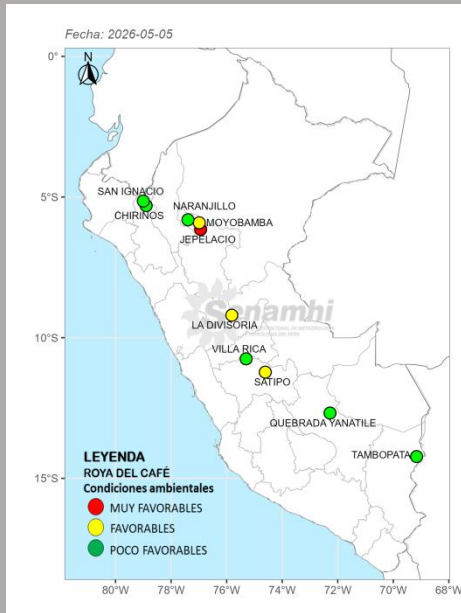 Fecha: 2026-05-05
0°
N
SAN IGNACIO
NARANJILLO
5°S
CHIRINOS
MOYOBAMBA
JEPELACIO
Senamhi
LA DIVISORIA
10°S
VILLA RICA
SATIPO
QUEBRADA YANATILE
TAMBOPATA
LEYENDA
ROYA DEL CAFÉ
Condiciones ambientales
15°S
MUY FAVORABLES
FAVORABLES
POCO FAVORABLES
80°W 78°W 76°W 74°W 72°W 70°W 68°W